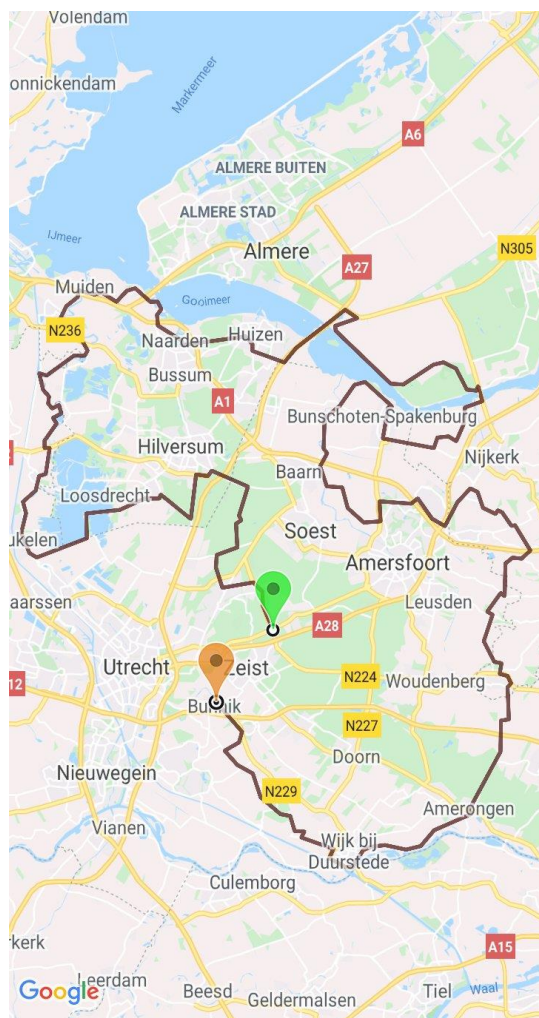 Volendam
onnickendam
Markermeer
A6
ALMERE BUITEN
ALMERE STAD
IJmeer
Almere
A27
N305
Muiden
Gooimeer
N236
Naarden
Huizen
Bussum
A1
Bunschoten-Spakenburg
Hilversum
Nijkerk
Baarn
Loosdrecht
Soest
ukelen
Amersfoort
aarssen
Leusden
A28
Utrecht
Zeist
12
N224
Woudenberg
Bunnik
N227
Doorn
Nieuwegein
N229
Amerongen
Vianen
Wijk bij
Duurstede
Culemborg
rkerk
A15
Google
Leerdam
Beesd
Geldermalsen
Tiel
Waal